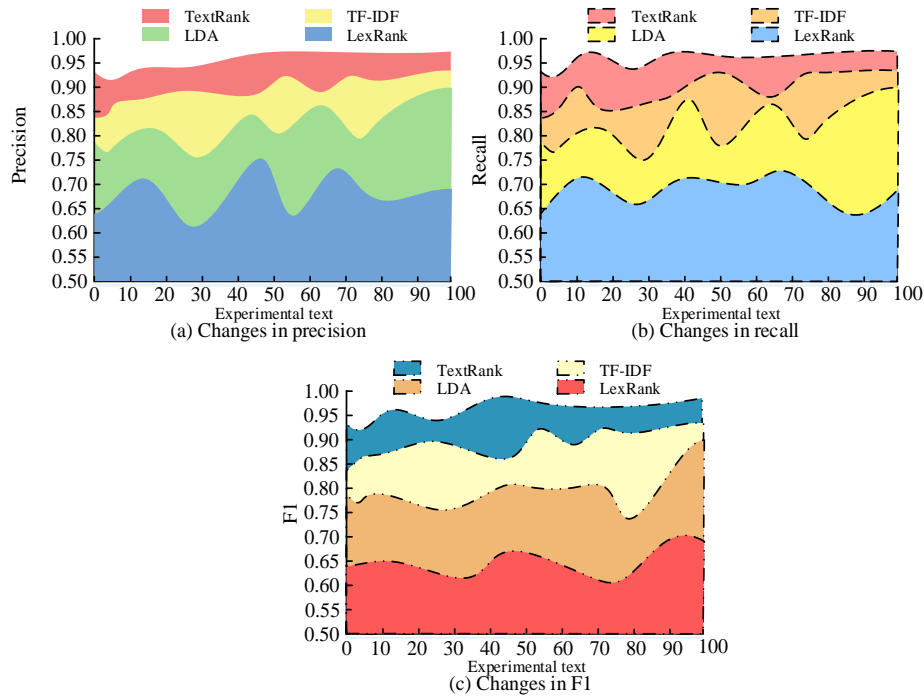 TextRank TF-IDF
LDA LexRank
1.00
0.95
0.90
0.85
0.80
0.75
0.70
0.65
0.60
0.55
0.50
Precision
0 10 20 30 40 50 60 70 80 90 100
Experimental text
(a) Changes in precision
TextRank TF-IDF
LDA LexRank
1.00
0.95
0.90
0.85
0.80
0.75
0.70
0.65
0.60
0.55
0.50
Recall
0 10 20 30 40 50 60 70 80 90 100
Experimental text
(b) Changes in recall
TextRank TF-IDF
LDA LexRank
1.00
0.95
0.90
0.85
0.80
0.75
0.70
0.65
0.60
0.55
0.50
F1
0 10 20 30 40 50 60 70 80 90 100
Experimental text
(c) Changes in F1